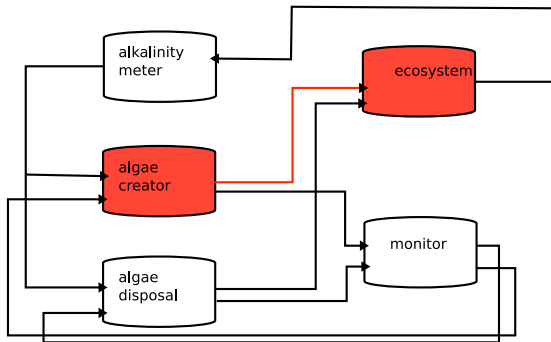 alkalinity
meter
ecosystem
algae
creator
monitor
algae
disposal